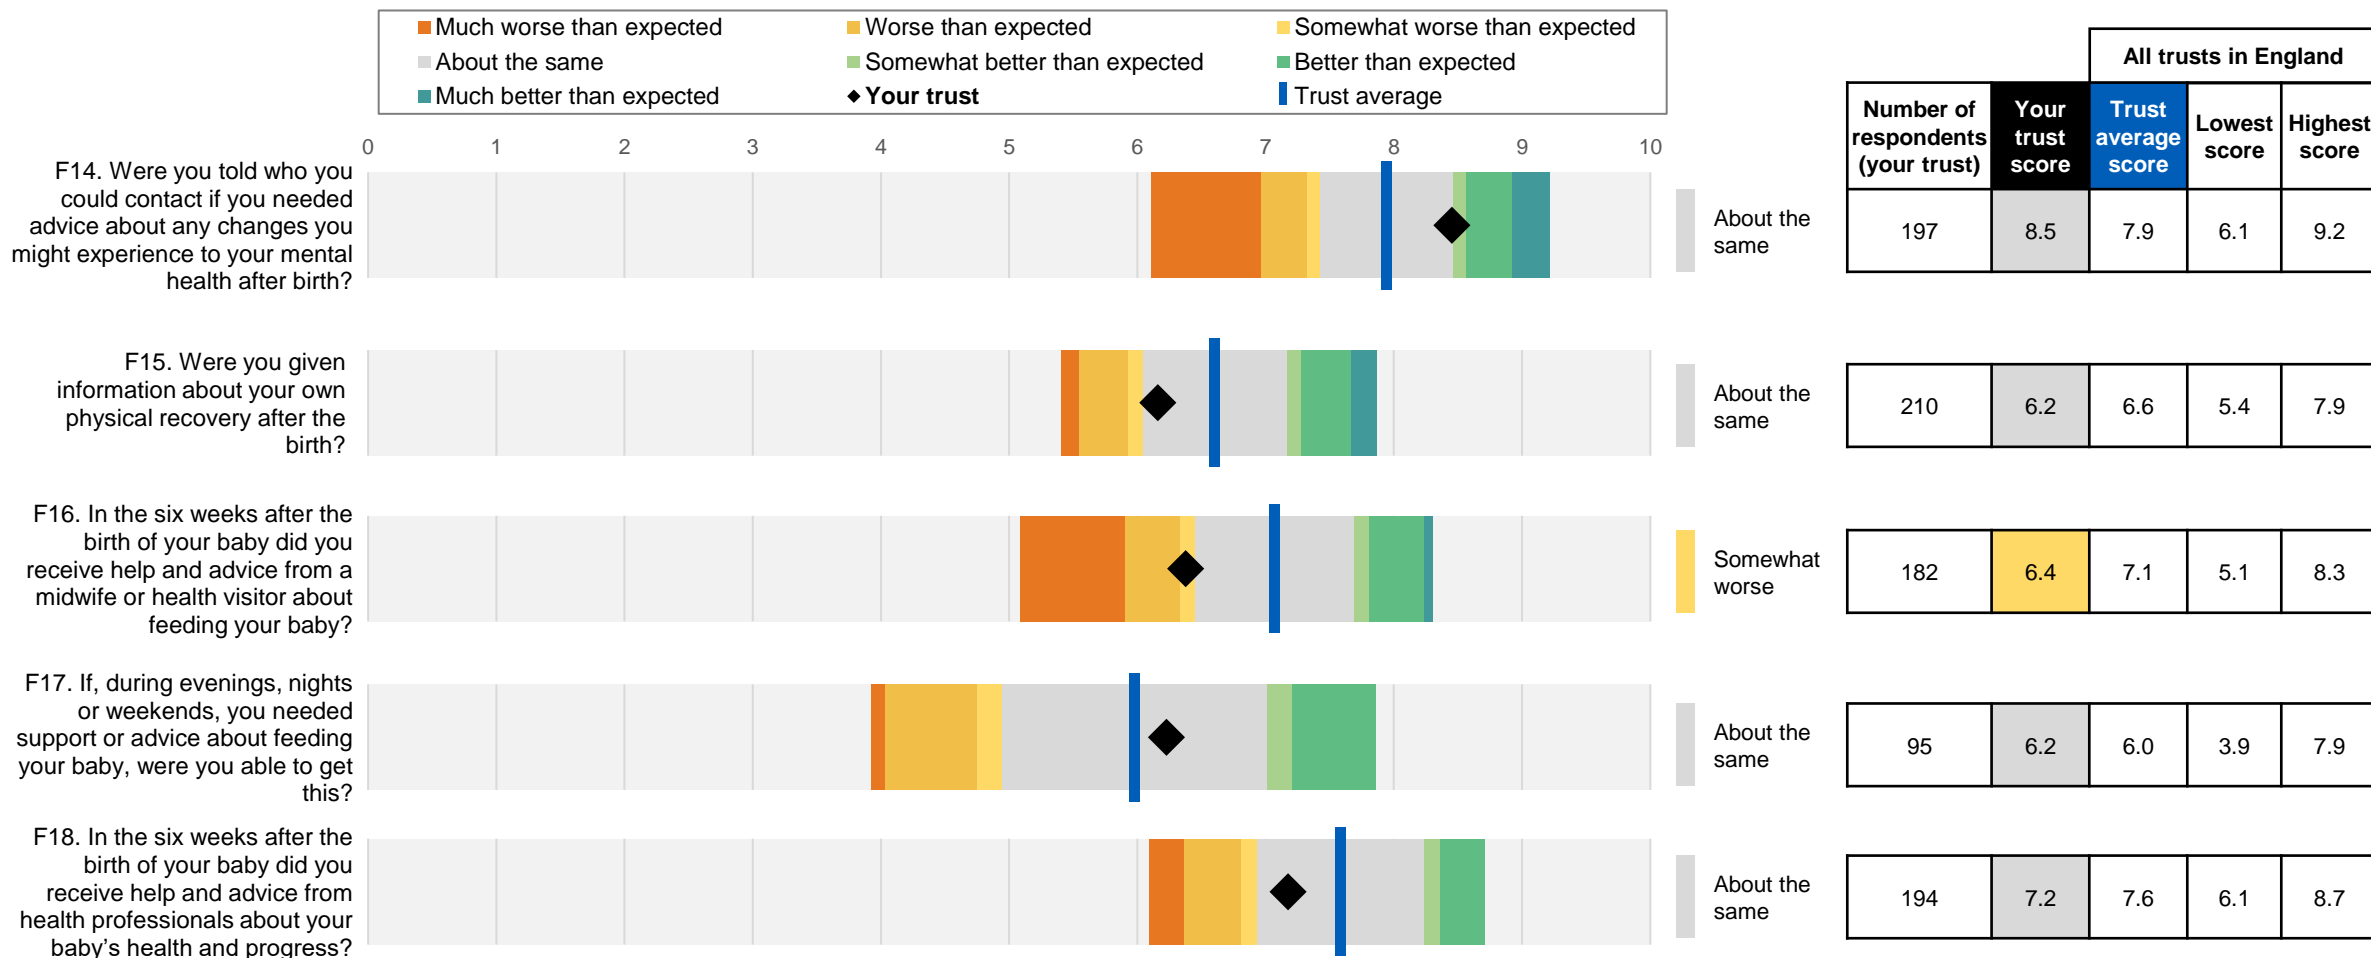 Much worse than expected
Worse than expected
Somewhat worse than expected
About the same
Somewhat better than expected
Better than expected
Much better than expected
Your trust
Trust average
All trusts in England
Number of respondents (your trust)
Your trust score
Trust average score
Lowest score
Highest score
0 1 2 3 4 5 6 7 8 9 10
F14. Were you told who you
could contact if you needed
advice about any changes you
might experience to your mental
health after birth?
About the
same
197 8.5 7.9 6.1 9.2
F15. Were you given
information about your own
physical recovery after the
birth?
About the
same
210 6.2 6.6 5.4 7.9
F16. In the six weeks after the
birth of your baby did you
receive help and advice from a
midwife or health visitor about
feeding your baby?
Somewhat
worse
182 6.4 7.1 5.1 8.3
F17. If, during evenings, nights
or weekends, you needed
support or advice about feeding
your baby, were you able to get
this?
About the
same
95 6.2 6.0 3.9 7.9
F18. In the six weeks after the
birth of your baby did you
receive help and advice from
health professionals about your
baby’s health and progress?
About the
same
194 7.2 7.6 6.1 8.7